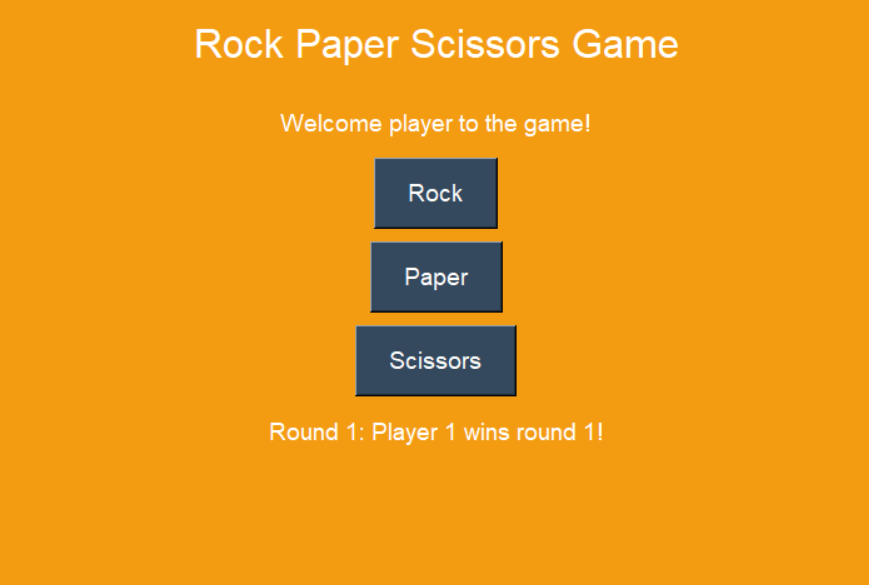 Rock Paper Scissors Game
Welcome player to the game!
Rock
Paper
Scissors
Round 1: Player 1 wins round 1!